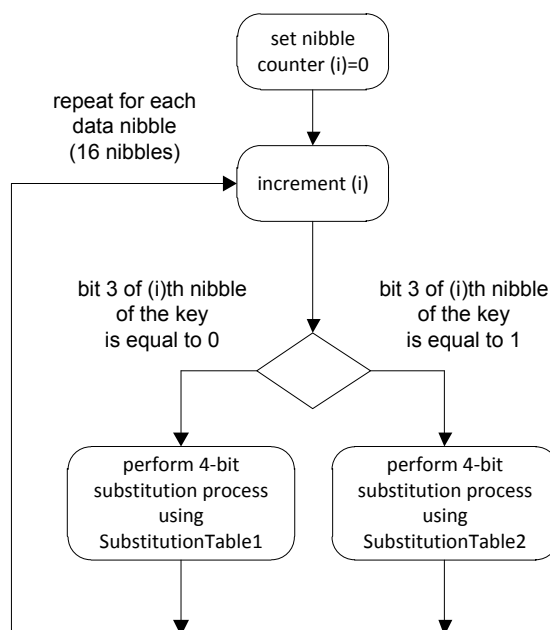 set nibble
counter (i)=0
repeat for each
data nibble
(16 nibbles)
increment (i)
bit 3 of (i)th nibble
of the key
is equal to 0
bit 3 of (i)th nibble
of the key
is equal to 1
perform 4-bit
substitution process
using
SubstitutionTable1
perform 4-bit
substitution process
using
SubstitutionTable2